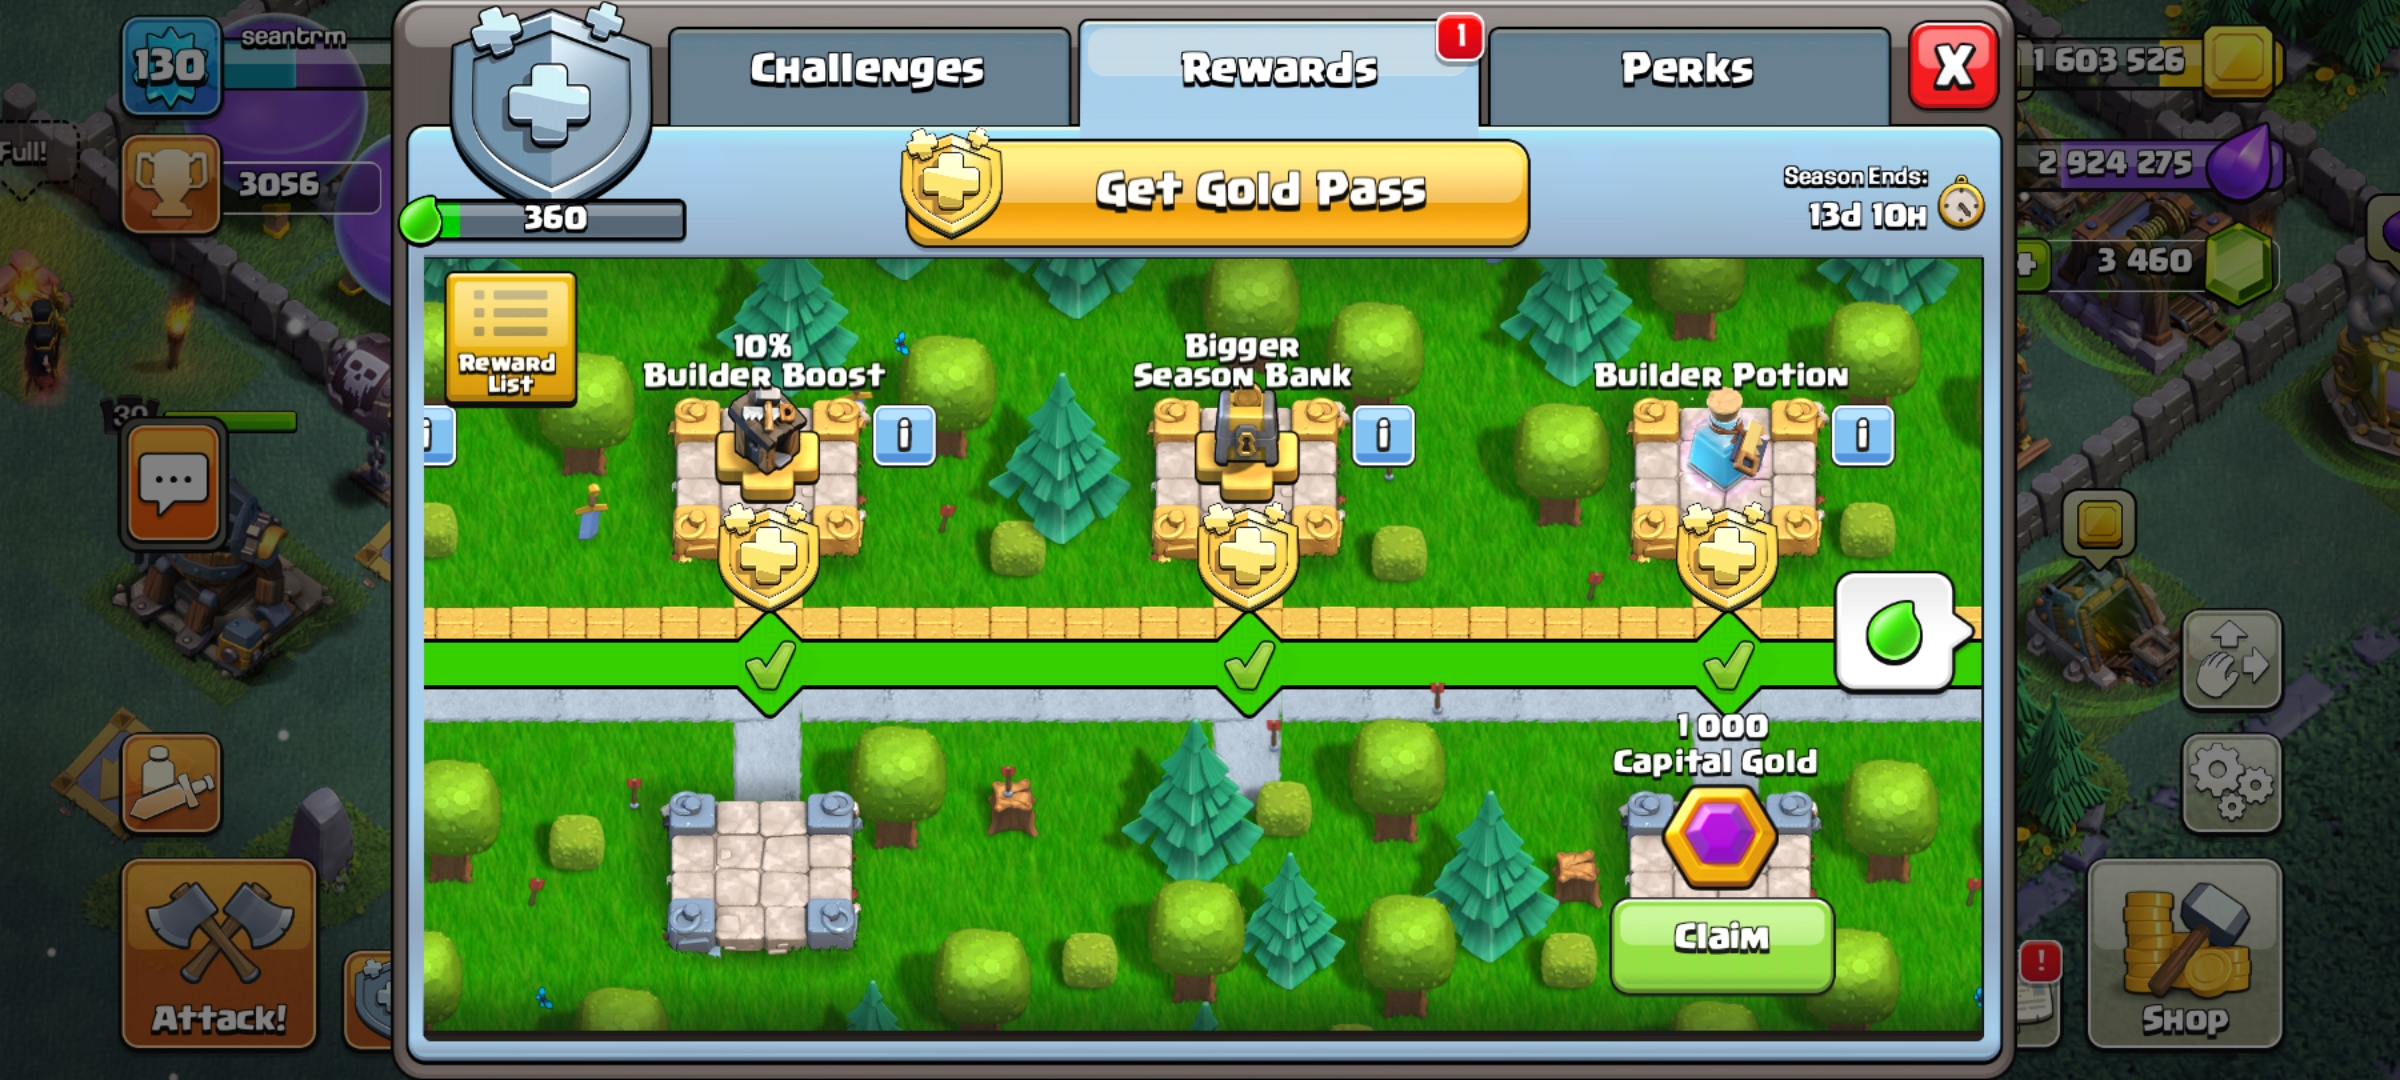 130
seantrm
Full!
3056
39
Attack!
Challenges
Rewards
1
Perks
X
360
Get Gold Pass
Season Ends:
13d 10H
Reward
List
10%
Builder Boost
i
Bigger
Season Bank
i
Builder Potion
i
i
1 000
Capital Gold
Claim
1 603 526
2 924 275
3 460
!
Shop